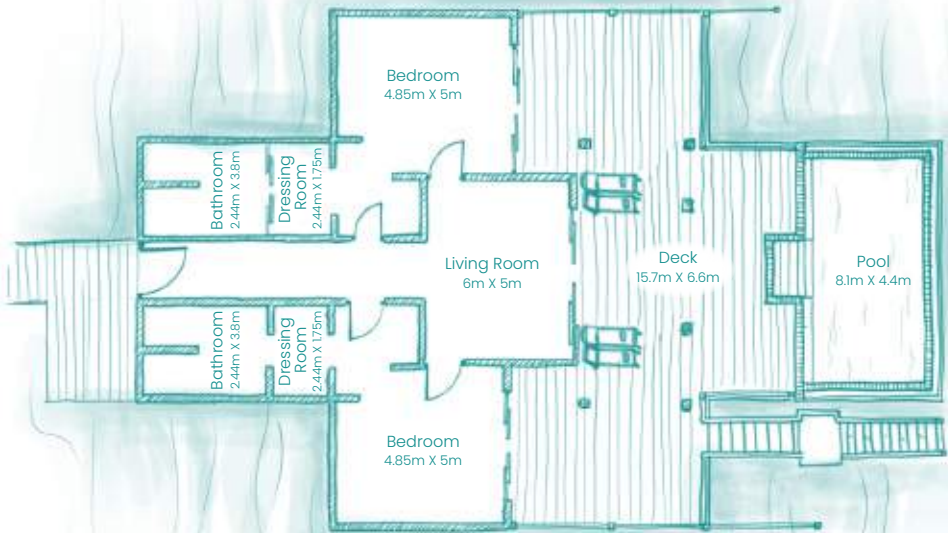 Bedroom
4.85m X 5m
Bathroom
2.44m X 3.8m
Dressing
Room
2.44m X 1.75m
Living Room
6m X 5m
Deck
15.7m X 6.6m
Pool
8.1m X 4.4m
Bathroom
2.44m X 3.8m
Dressing
Room
2.44m X 1.75m
Bedroom
4.85m X 5m